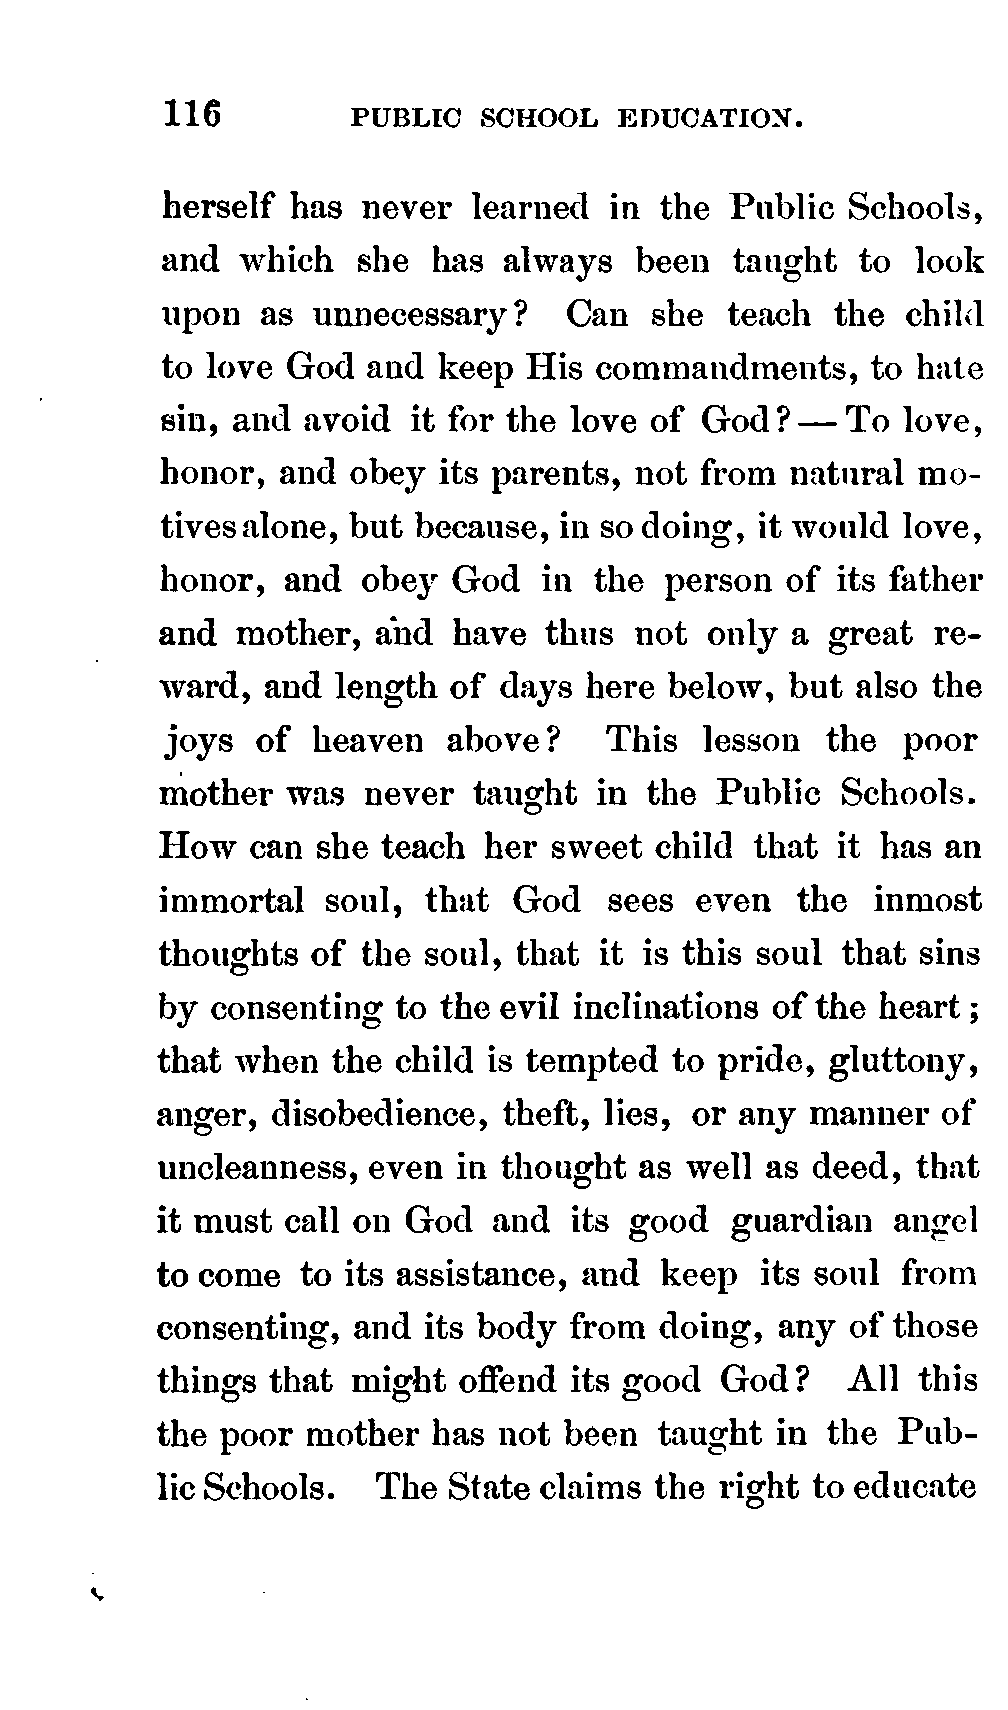 116 PUBLIC SCHOOL EDUCATION.
herself has never learned in the Public Schools,
and which she has always been taught to look
upon as unnecessary? Can she teach the child
to love God and keep His commandments, to hate
sin, and avoid it for the love of God? — To love,
honor, and obey its parents, not from natural mo-
tives alone, but because, in so doing, it would love,
honor, and obey God in the person of its father
and mother, and have thus not only a great re-
ward, and length of days here below, but also the
joys of heaven above? This lesson the poor
mother was never taught in the Public Schools.
How can she teach her sweet child that it has an
immortal soul, that God sees even the inmost
thoughts of the soul, that it is this soul that sins
by consenting to the evil inclinations of the heart;
that when the child is tempted to pride, gluttony,
anger, disobedience, theft, lies, or any manner of
uncleanness, even in thought as well as deed, that
it must call on God and its good guardian angel
to come to its assistance, and keep its soul from
consenting, and its body from doing, any of those
things that might offend its good God? All this
the poor mother has not been taught in the Pub-
lic Schools. The State claims the right to educate